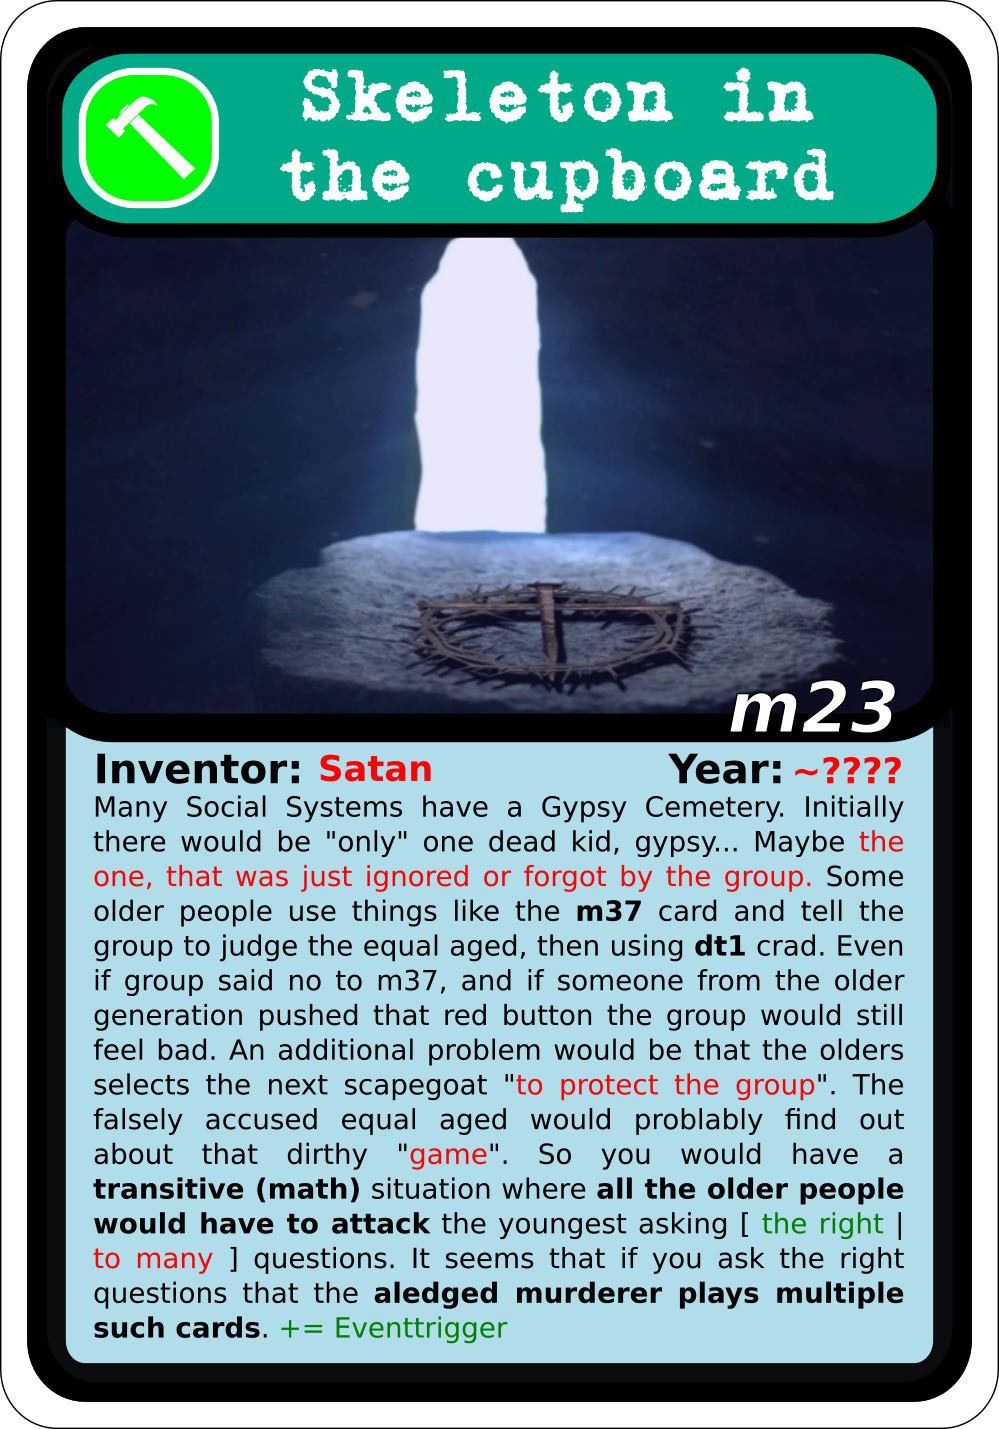 Skeleton in
the cupboard
m23
Inventor: Satan Year: ~????
Many Social Systems have a Gypsy Cemetery. Initially
there would be "only" one dead kid, gypsy... Maybe the
one, that was just ignored or forgot by the group. Some
older people use things like the m37 card and tell the
group to judge the equal aged, then using dt1 crad. Even
if group said no to m37, and if someone from the older
generation pushed that red button the group would still
feel bad. An additional problem would be that the olders
selects the next scapegoat "to protect the group". The
falsely accused equal aged would problably find out
about that dirthy "game". So you would have a
transitive (math) situation where all the older people
would have to attack the youngest asking [ the right |
to many ] questions. It seems that if you ask the right
questions that the aledged murderer plays multiple
such cards. += Eventtrigger